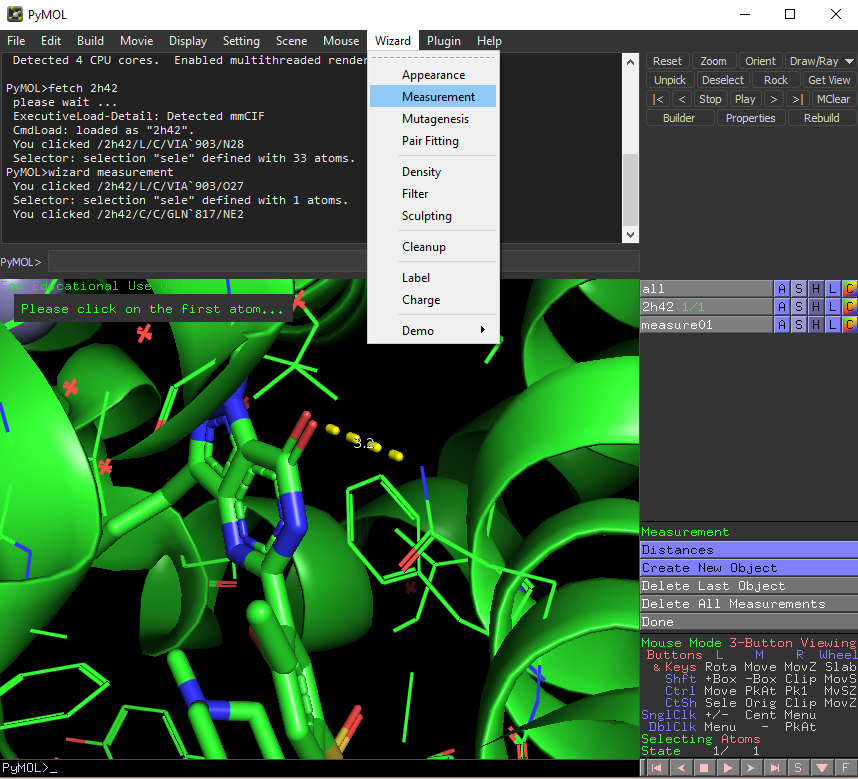 PyMOL
File Edit Build Movie Display Setting Scene Mouse Wizard Plugin Help
Detected 4 CPU cores. Enabled multithreaded render
PyMOL>fetch 2h42
please wait ...
ExecutiveLoad-Detail: Detected mmCIF
CmdLoad: loaded as "2h42".
You clicked /2h42/L/C/VIA`903/N28
Selector: selection "sele" defined with 33 atoms.
PyMOL>wizard measurement
You clicked /2h42/L/C/VIA`903/O27
Selector: selection "sele" defined with 1 atoms.
You clicked /2h42/C/C/GLN`817/NE2
PyMOL>
Appearance
Measurement
Mutagenesis
Pair Fitting
Density
Filter
Sculpting
Cleanup
Label
Charge
Demo
Reset Zoom Orient Draw/Ray
Unpick Deselect Rock Get View
|< < Stop Play > >| MClear
Builder Properties Rebuild
For Educational Use O
Please click on the first atom...
3.2
all A S H L C
2h42 1/1 A S H L C
measure01 A S H L C
Measurement
Distances
Create New Object
Delete Last Object
Delete All Measurements
Done
Mouse Mode 3-Button Viewing
Buttons L M R Wheel
& Keys Rota Move MovZ Slab
Shft +Box -Box Clip MovS
Ctrl Move PkAt Pk1 MvSZ
CtSh Sele Orig Clip MovZ
SnglClk +/- Cent Menu
DblClk Menu - PkAt
Selecting Atoms
State 1/ 1
PyMOL>_
S F